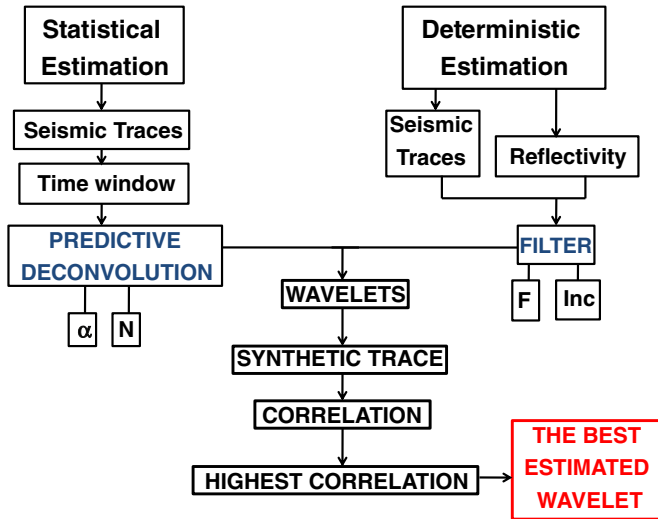 Statistical
Estimation
Deterministic
Estimation
Seismic Traces
Seismic
Traces
Reflectivity
Time window
PREDICTIVE
DECONVOLUTION
FILTER
α
N
F
Inc
WAVELETS
SYNTHETIC TRACE
CORRELATION
HIGHEST CORRELATION
THE BEST
ESTIMATED
WAVELET